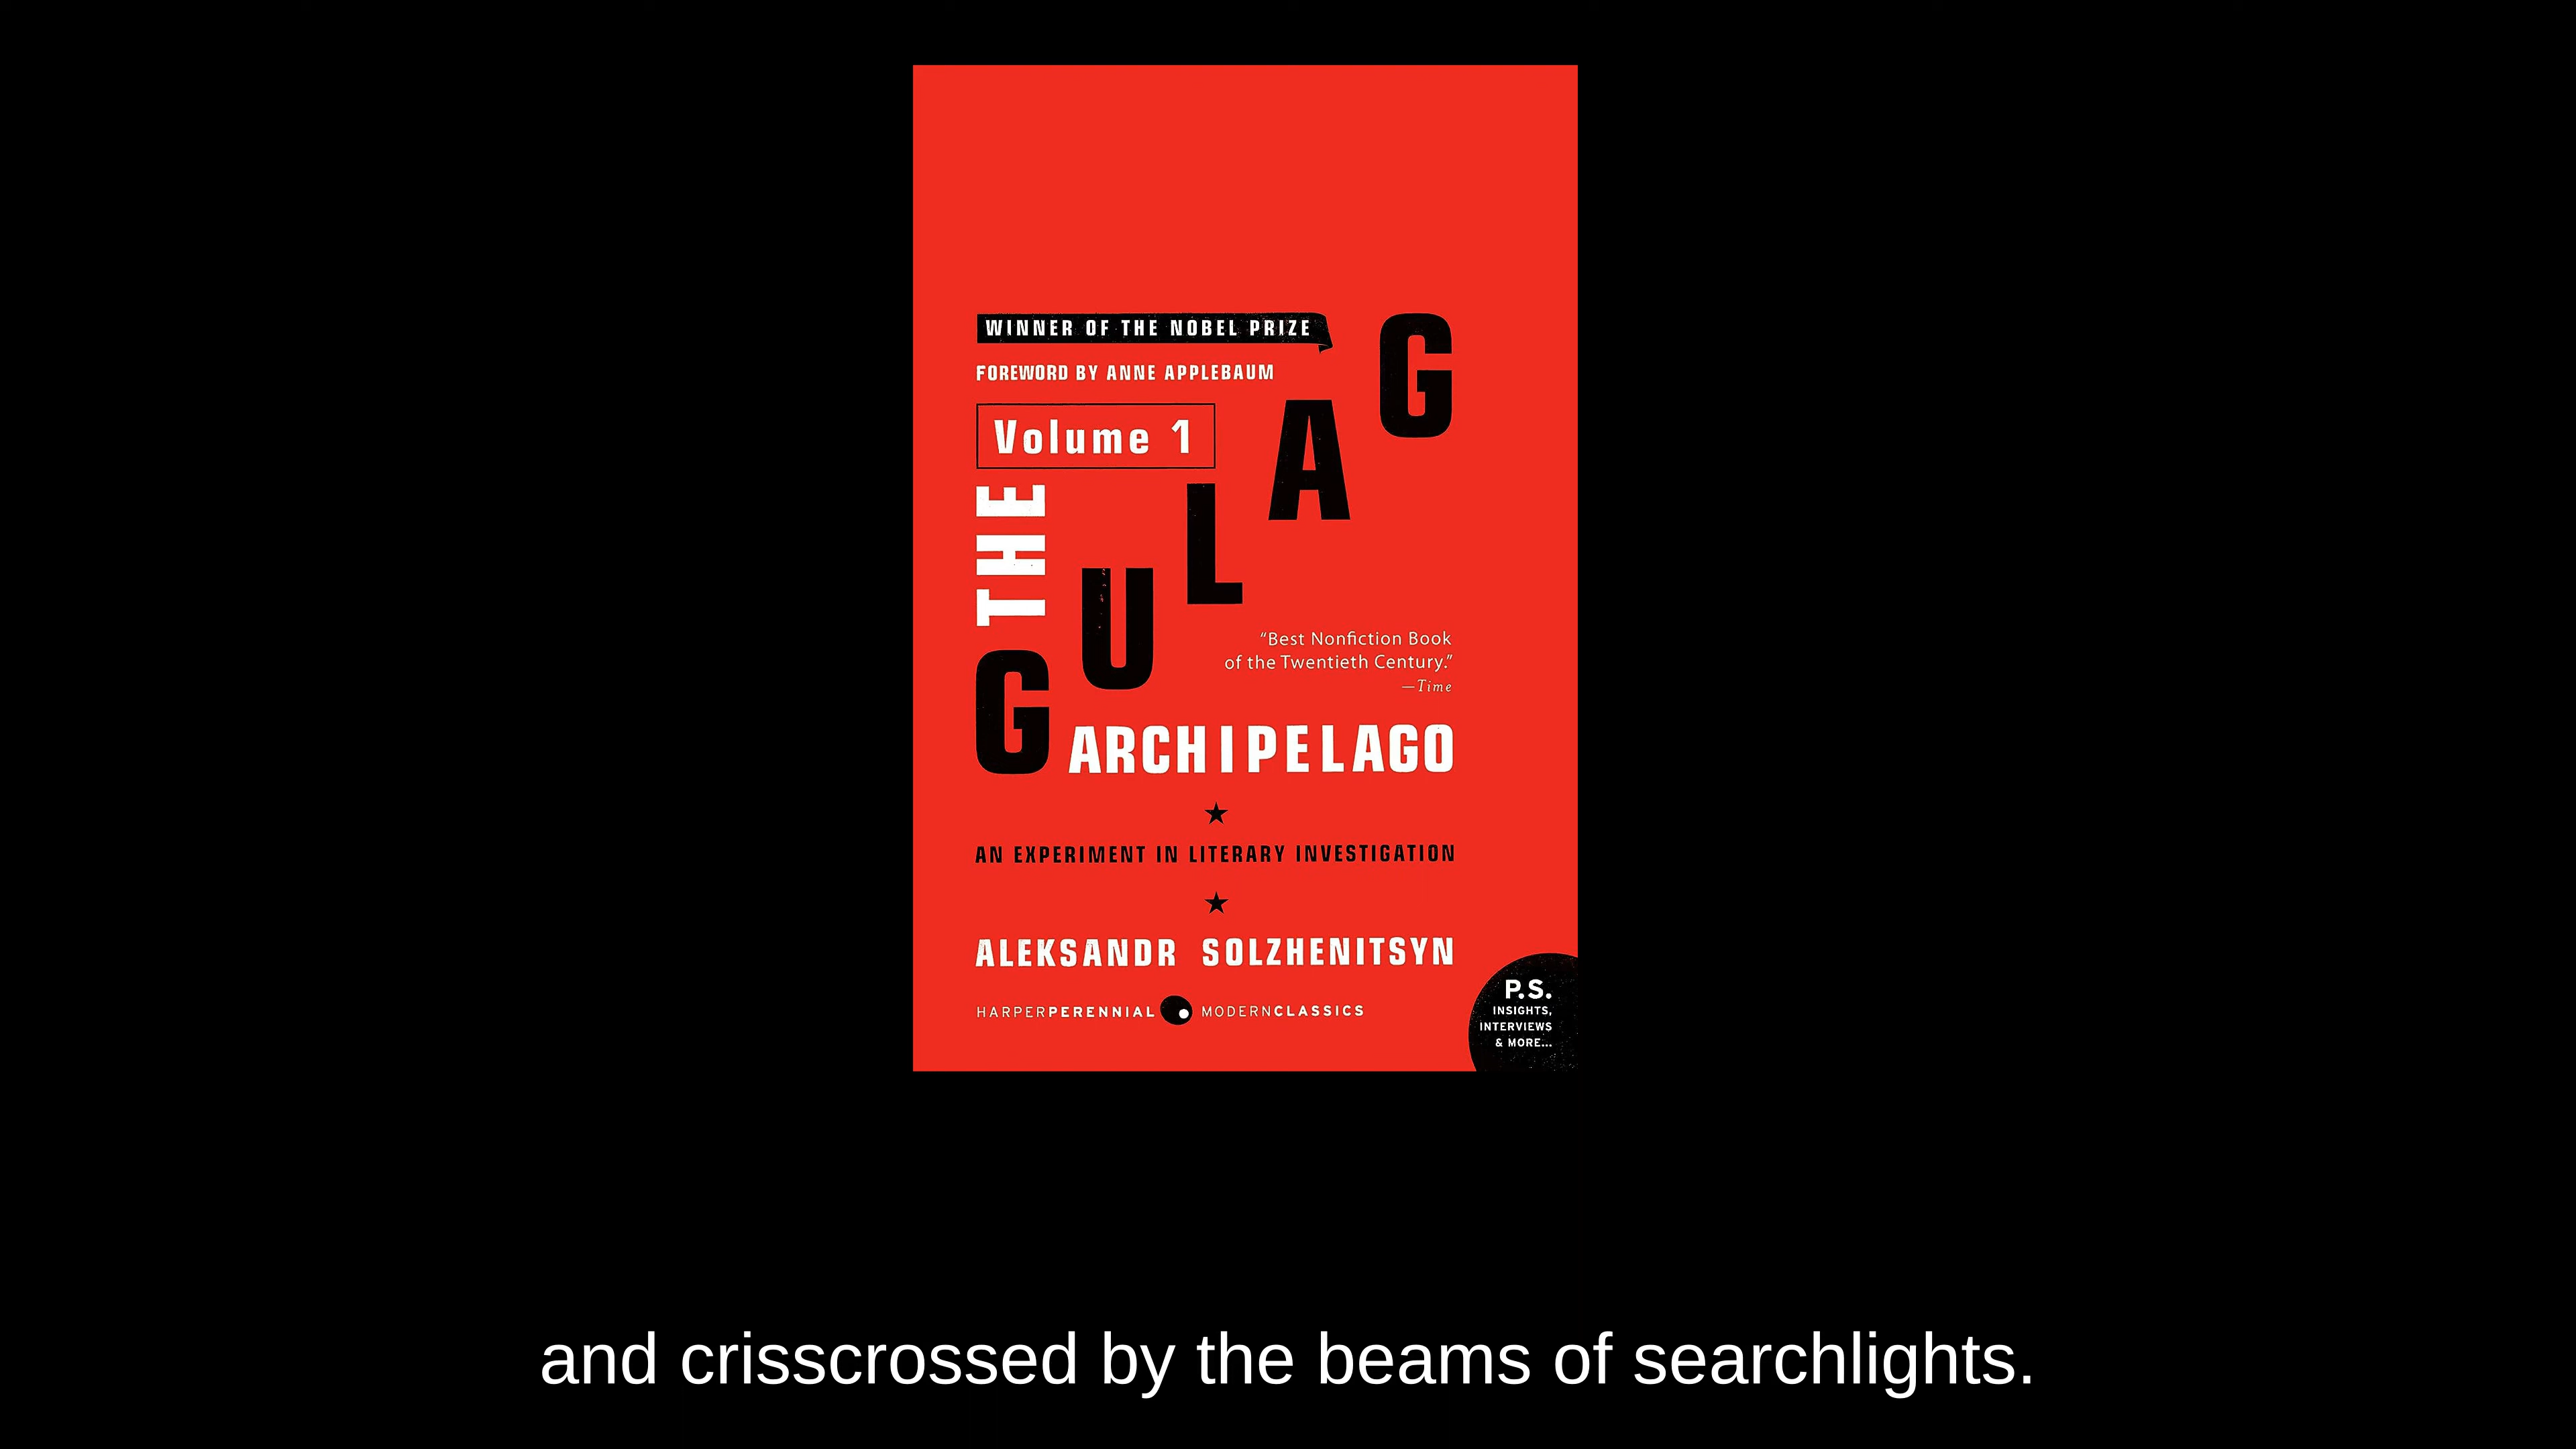 WINNER OF THE NOBEL PRIZE
FOREWORD BY ANNE APPLEBAUM
Volume 1
THE
GULAG
“Best Nonfiction Book
of the Twentieth Century.”
—Time
ARCHIPELAGO
AN EXPERIMENT IN LITERARY INVESTIGATION
ALEKSANDR SOLZHENITSYN
HARPERPERENNIAL MODERNCLASSICS
P.S.
INSIGHTS,
INTERVIEWS
& MORE...
and crisscrossed by the beams of searchlights.